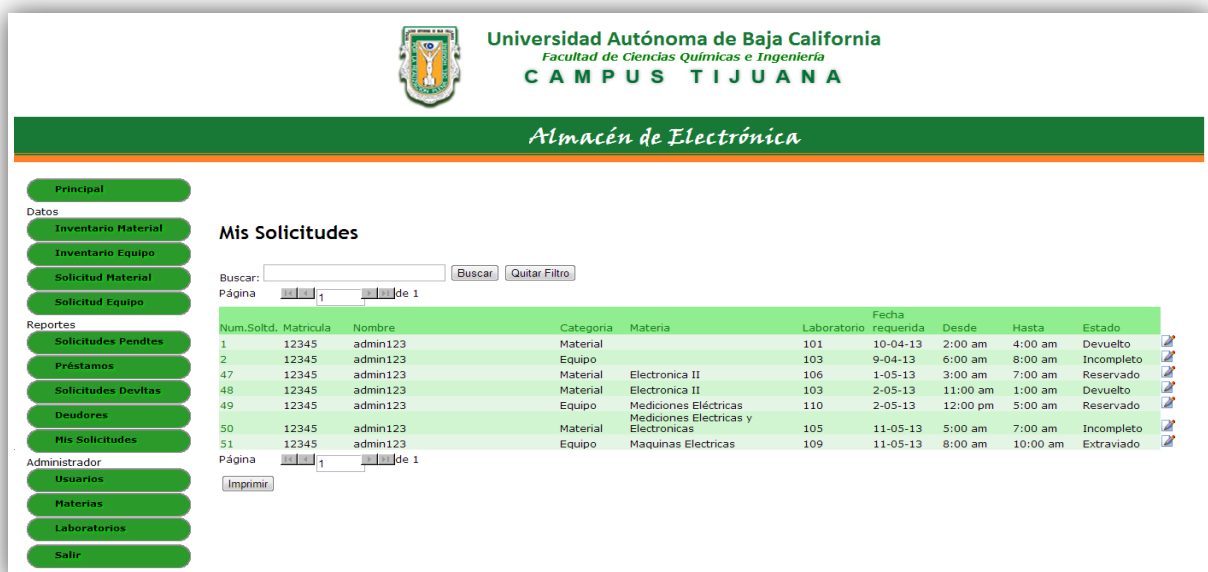 Universidad Autónoma de Baja California
Facultad de Ciencias Químicas e Ingeniería
CAMPUS TIJUANA
Almacén de Electrónica
Principal
Datos
Inventario Material
Inventario Equipo
Solicitud Material
Solicitud Equipo
Reportes
Solicitudes Pendtes
Préstamos
Solicitudes Devltas
Deudores
Mis Solicitudes
Administrador
Usuarios
Materias
Laboratorios
Salir
Mis Solicitudes
Buscar: Buscar Quitar Filtro
Página 1 de 1
Num.Soltd. Matricula Nombre Categoria Materia Laboratorio Fecha requerida Desde Hasta Estado
1 12345 admin123 Material 101 10-04-13 2:00 am 4:00 am Devuelto
2 12345 admin123 Equipo 103 9-04-13 6:00 am 8:00 am Incompleto
47 12345 admin123 Material Electronica II 106 1-05-13 3:00 am 7:00 am Reservado
48 12345 admin123 Material Electronica II 103 2-05-13 11:00 am 1:00 am Devuelto
49 12345 admin123 Equipo Mediciones Eléctricas 110 2-05-13 12:00 pm 5:00 am Reservado
50 12345 admin123 Material Mediciones Electricas y Electronicas 105 11-05-13 5:00 am 7:00 am Incompleto
51 12345 admin123 Equipo Maquinas Electricas 109 11-05-13 8:00 am 10:00 am Extraviado
Página 1 de 1
Imprimir